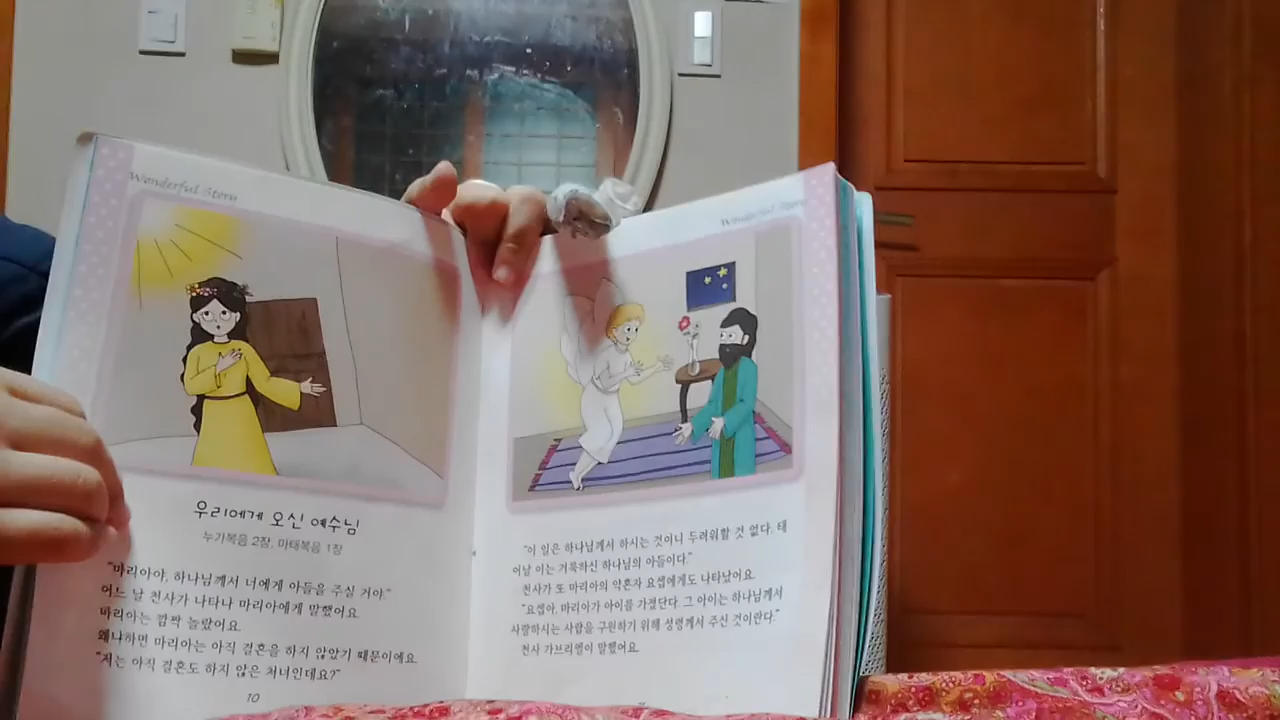 Wonderful Story
우리에게 오신 예수님
누가복음 2장, 마태복음 1장
"마리아야, 하나님께서 너에게 아들을 주실 거야."
어느 날 천사가 나타나 마리아에게 말했어요.
마리아는 깜짝 놀랐어요.
왜냐하면 마리아는 아직 결혼을 하지 않았기 때문이에요.
"저는 아직 결혼도 하지 않은 처녀인데요?"
10
Wonderful Story
"이 일은 하나님께서 하시는 것이니 두려워할 것 없다. 태
어날 이는 거룩하신 하나님의 아들이다."
천사가 또 마리아의 약혼자 요셉에게도 나타났어요.
"요셉아, 마리아가 아이를 가졌단다. 그 아이는 하나님께서
사랑하시는 사람을 구원하기 위해 성령께서 주신 것이란다."
천사 가브리엘이 말했어요.